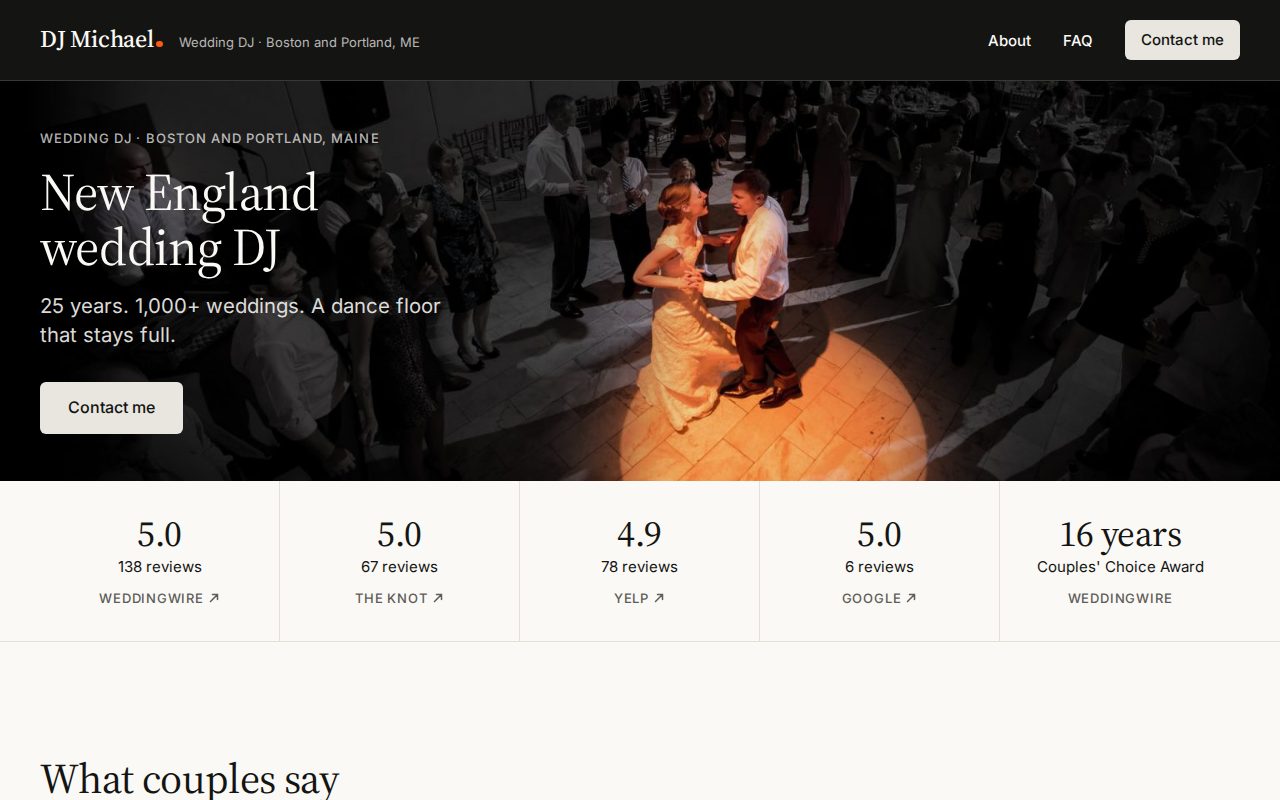 DJ Michael. Wedding DJ · Boston and Portland, ME
About FAQ Contact me
WEDDING DJ · BOSTON AND PORTLAND, MAINE
New England
wedding DJ
25 years. 1,000+ weddings. A dance floor
that stays full.
Contact me
5.0
138 reviews
WEDDINGWIRE ↗
5.0
67 reviews
THE KNOT ↗
4.9
78 reviews
YELP ↗
5.0
6 reviews
GOOGLE ↗
16 years
Couples' Choice Award
WEDDINGWIRE
What couples say